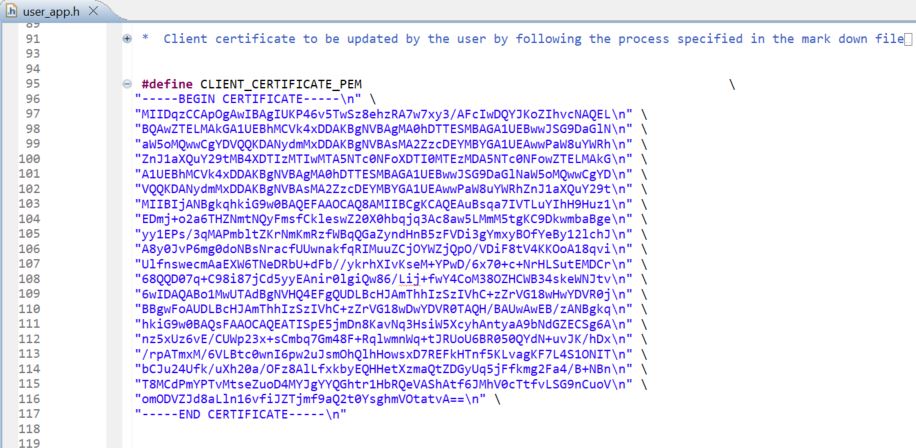 user_app.h
89
91 * Client certificate to be updated by the user by following the process specified in the mark down file
93
94
95 #define CLIENT_CERTIFICATE_PEM \
96 "-----BEGIN CERTIFICATE-----\n" \
97 "MIIDqzCCApOgAwIBAgIUKP46v5TwSz8ehzRA7w7xy3/AFcIwDQYJKoZIhvcNAQEL\n" \
98 "BQAwZTELMAkGA1UEBhMCVk4xDDAKBgNVBAgMA0hDTTESMBAGA1UEBwwJSG9DaGlN\n" \
99 "aW5oMQwwCgYDVQQKDANydmMxDDAKBgNVBAsMA2ZzcDEYMBYGA1UEAwwPaW8uYWRh\n" \
100 "ZnJ1aXQuY29tMB4XDTIzMTIwMTA5NTc0NFoXDTI0MTEzMDA5NTc0NFowZTELMAkG\n" \
101 "A1UEBhMCVk4xDDAKBgNVBAgMA0hDTTESMBAGA1UEBwwJSG9DaGlNaW5oMQwwCgYD\n" \
102 "VQQKDANydmMxDDAKBgNVBAsMA2ZzcDEYMBYGA1UEAwwPaW8uYWRhZnJ1aXQuY29t\n" \
103 "MIIBIjANBgkqhkiG9w0BAQEFAAOCAQ8AMIIBCgKCAQEAuBsqa7IVTLuYIhH9Huz1\n" \
104 "EDmj+o2a6THZNmtNQyFmsfCkleswZ20X0hbqjq3Ac8aw5LMmM5tgKC9DkwmbaBge\n" \
105 "yy1EPs/3qMAPmbltZKrNmKmRzfWBqQGaZyndHnB5zFVDi3gYmxyBOfYeBy12lchJ\n" \
106 "A8y0JvP6mg0doNBsNracfUUwnakfqRIMuuZCjOYWZjQpO/VDiF8tV4KKOoA18qvi\n" \
107 "UlfnswecmAaEXW6TNeDRbU+dFb//ykrhXIvKseM+YPwD/6x70+c+NrHLSutEMDCr\n" \
108 "68QQD07q+C98i87jCd5yyEAnir0lgiQw86/Lij+fwY4CoM38OZHCWB34skeWNJtv\n" \
109 "6wIDAQABo1MwUTAdBgNVHQ4EFgQUDLBcHJAmThhIzSzIVhC+zZrVG18wHwYDVR0j\n" \
110 "BBgwFoAUDLBcHJAmThhIzSzIVhC+zZrVG18wDwYDVR0TAQH/BAUwAwEB/zANBgkq\n" \
111 "hkiG9w0BAQsFAAOCAQEATISpE5jmDn8KavNq3HsiW5XcyhAntyaA9bNdGZECSg6A\n" \
112 "nz5xUz6vE/CUWp23x+sCmbq7Gm48F+RqlwmnWq+tJRUoU6BR050QYdN+uvJK/hDx\n" \
113 "/rpATmxM/6VLBtc0wnI6pw2uJsmOhQlhHowsxD7REFkHTnf5KLvagKF7L4S1ONIT\n" \
114 "bCJu24Ufk/uXh20a/OFz8AlLfxkbyEQHHetXzmaQtZDGyUq5jFfkmg2Fa4/B+NBn\n" \
115 "T8MCdPmYPTvMtseZuoD4MYJgYYQGhtr1HbRQeVAShAtf6JMhV0cTtfvLSG9nCuoV\n" \
116 "omODVZJd8aLln16vfiJZTjmf9aQ2t0YsghmVOtatvA==\n" \
117 "-----END CERTIFICATE-----\n"
118
119